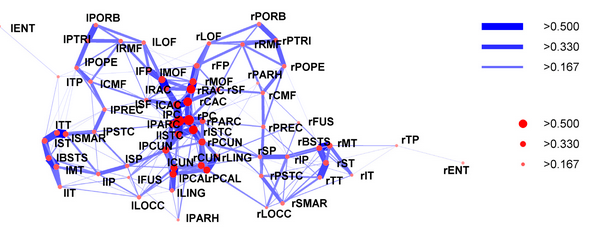 lENT
lPORB
lPTRI
lRMF
lLOF
lPOPE
lTP
lCMF
lFP
lMOF
lRAC
lSF
lCAC
lPREC
lPC
lPARC
lISTC
lPSTC
lTT
lSMAR
lST
lBSTS
lMT
lIT
lIP
lSP
lPCUN
lCUN
lFUS
lPCAL
lLING
lLOCC
lPARH
rPORB
rLOF
rRMF
rPTRI
rFP
rPOPE
rMOF
rPARH
rRAC
rSF
rCAC
rCMF
rPC
rPARC
rISTC
rPREC
rFUS
rPCUN
rCUN
rLING
rPCAL
rSP
rIP
rBSTS
rMT
rST
rPSTC
rTT
rIT
rTP
rENT
rSMAR
rLOCC
>0.500
>0.330
>0.167
>0.500
>0.330
>0.167